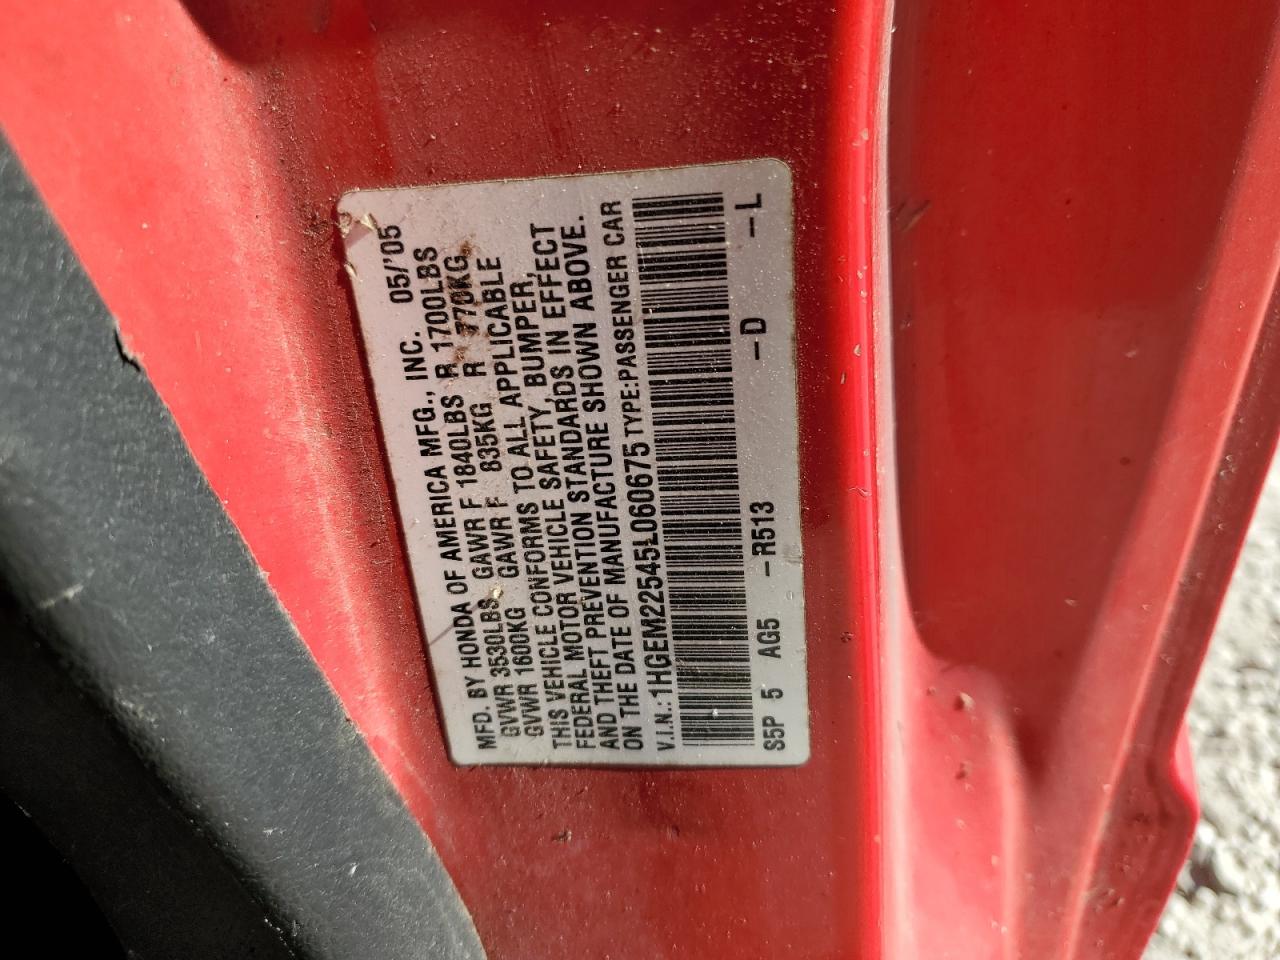 MFD. BY HONDA OF AMERICA MFG., INC. 05/'05
GVWR 3530LBS GAWR F 1840LBS R 1700LBS
GVWR 1600KG GAWR F 835KG R 770KG
THIS VEHICLE CONFORMS TO ALL APPLICABLE
FEDERAL MOTOR VEHICLE SAFETY, BUMPER,
AND THEFT PREVENTION STANDARDS IN EFFECT
ON THE DATE OF MANUFACTURE SHOWN ABOVE.
V.I.N.: 1HGEM22545L060675 TYPE:PASSENGER CAR
S5P 5 AG5 –R513 –D –L